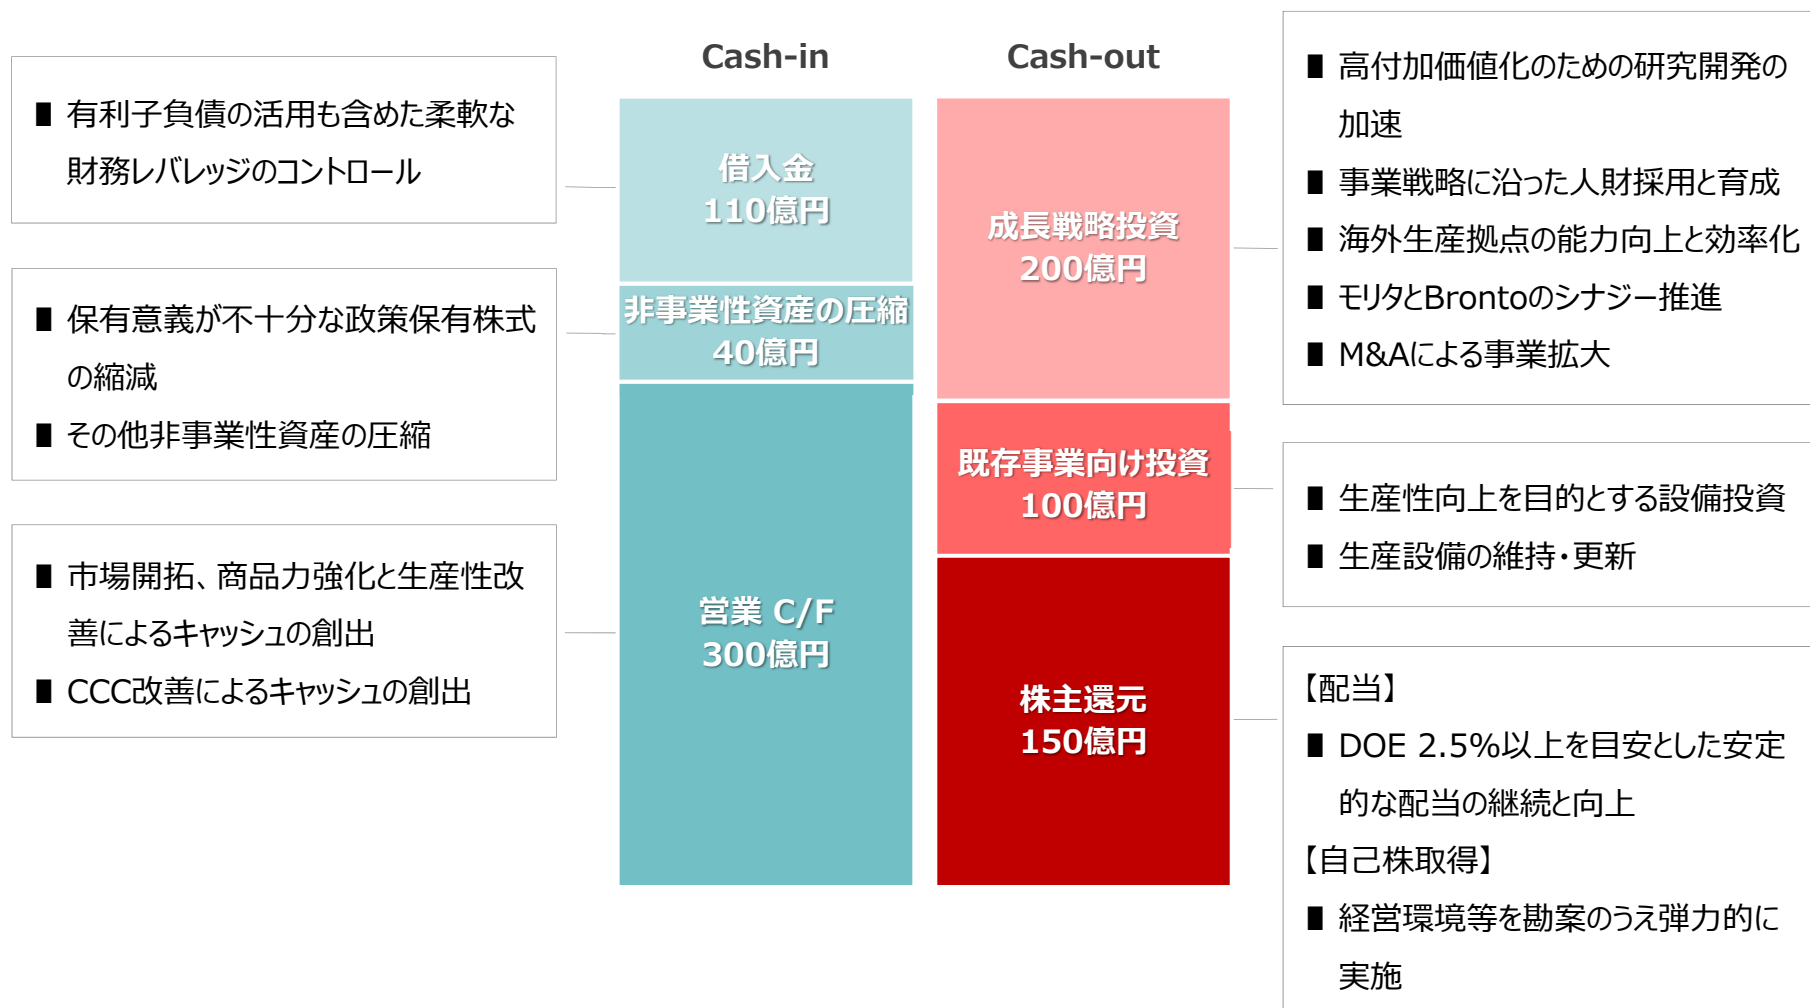 Cash-in
Cash-out
■ 有利子負債の活用も含めた柔軟な
財務レバレッジのコントロール
■ 保有意義が不十分な政策保有株式
の縮減
■ その他非事業性資産の圧縮
■ 市場開拓、商品力強化と生産性改
善によるキャッシュの創出
■ CCC改善によるキャッシュの創出
借入金
110億円
非事業性資産の圧縮
40億円
営業 C/F
300億円
成長戦略投資
200億円
既存事業向け投資
100億円
株主還元
150億円
■ 高付加価値化のための研究開発の
加速
■ 事業戦略に沿った人財採用と育成
■ 海外生産拠点の能力向上と効率化
■ モリタとBrontoのシナジー推進
■ M&Aによる事業拡大
■ 生産性向上を目的とする設備投資
■ 生産設備の維持・更新
【配当】
■ DOE 2.5%以上を目安とした安定
的な配当の継続と向上
【自己株取得】
■ 経営環境等を勘案のうえ弾力的に
実施